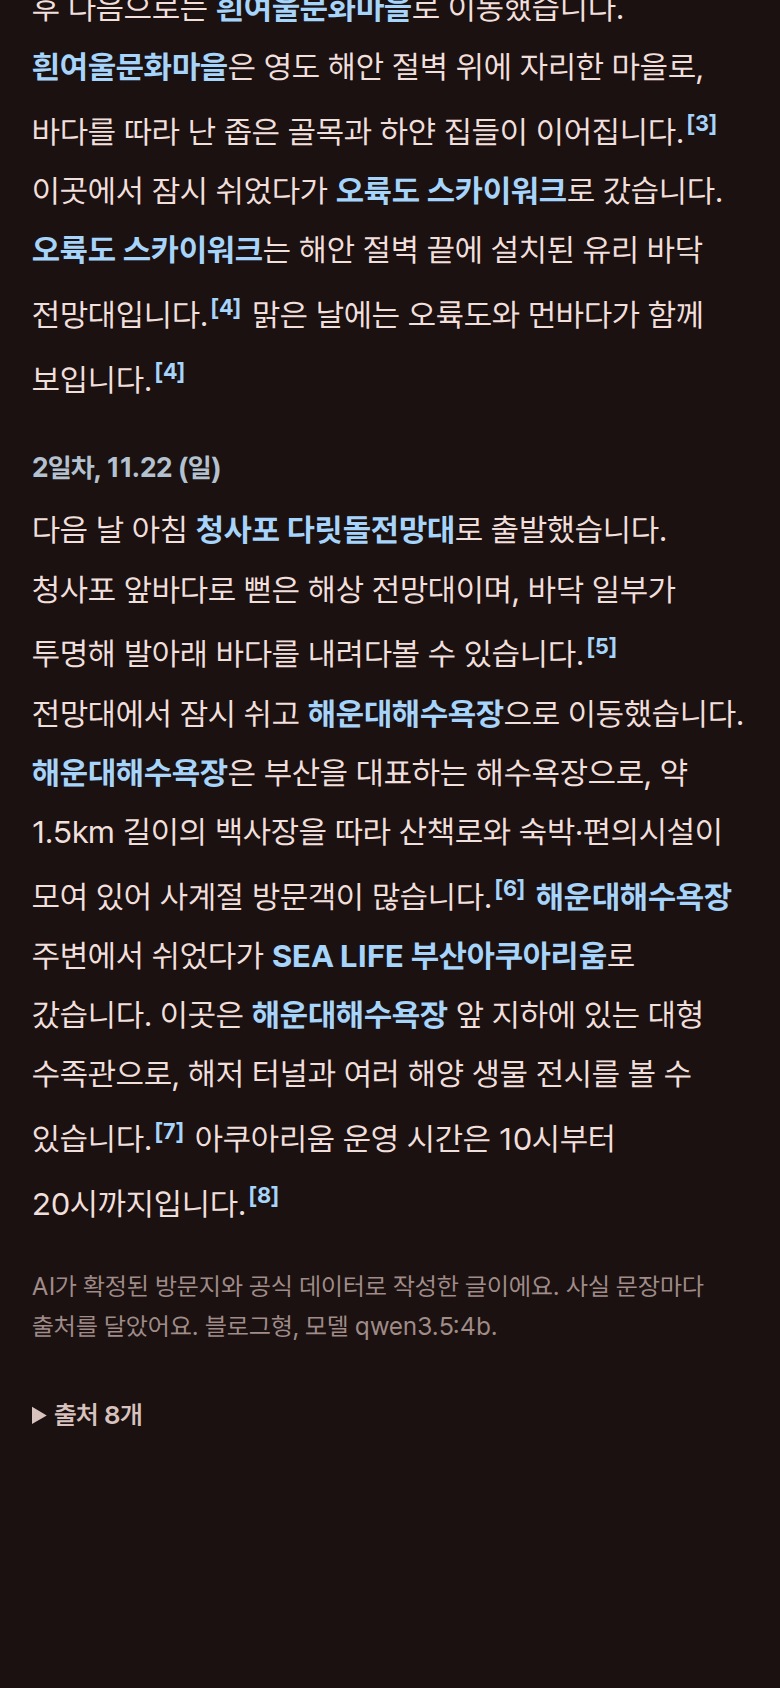 후 다음으로는 흰여울문화마을로 이동했습니다.
흰여울문화마을은 영도 해안 절벽 위에 자리한 마을로,
바다를 따라 난 좁은 골목과 하얀 집들이 이어집니다.[3]
이곳에서 잠시 쉬었다가 오륙도 스카이워크로 갔습니다.
오륙도 스카이워크는 해안 절벽 끝에 설치된 유리 바닥
전망대입니다.[4] 맑은 날에는 오륙도와 먼바다가 함께
보입니다.[4]
2일차, 11.22 (일)
다음 날 아침 청사포 다릿돌전망대로 출발했습니다.
청사포 앞바다로 뻗은 해상 전망대이며, 바닥 일부가
투명해 발아래 바다를 내려다볼 수 있습니다.[5]
전망대에서 잠시 쉬고 해운대해수욕장으로 이동했습니다.
해운대해수욕장은 부산을 대표하는 해수욕장으로, 약
1.5km 길이의 백사장을 따라 산책로와 숙박·편의시설이
모여 있어 사계절 방문객이 많습니다.[6] 해운대해수욕장
주변에서 쉬었다가 SEA LIFE 부산아쿠아리움로
갔습니다. 이곳은 해운대해수욕장 앞 지하에 있는 대형
수족관으로, 해저 터널과 여러 해양 생물 전시를 볼 수
있습니다.[7] 아쿠아리움 운영 시간은 10시부터
20시까지입니다.[8]
AI가 확정된 방문지와 공식 데이터로 작성한 글이에요. 사실 문장마다
출처를 달았어요. 블로그형, 모델 qwen3.5:4b.
▶ 출처 8개